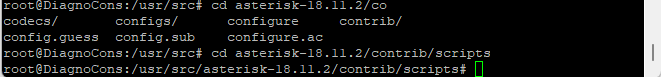 root@DiagnoCons:/usr/src# cd asterisk-18.11.2/co
codecs/ configs/ configure contrib/
config.guess config.sub configure.ac
root@DiagnoCons:/usr/src# cd asterisk-18.11.2/contrib/scripts
root@DiagnoCons:/usr/src/asterisk-18.11.2/contrib/scripts#